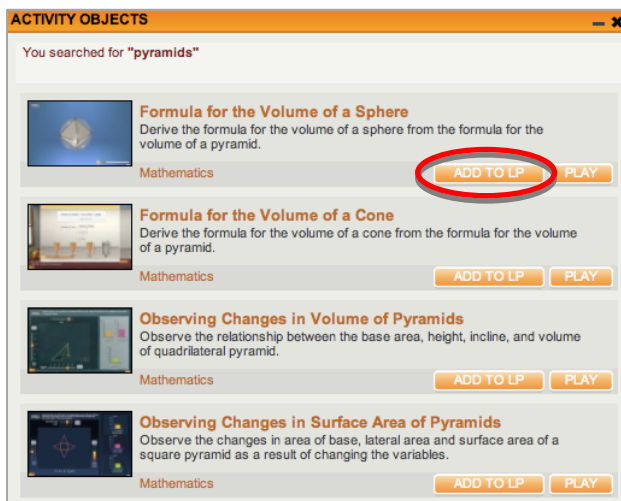 ACTIVITY OBJECTS
You searched for "pyramids"
Formula for the Volume of a Sphere
Derive the formula for the volume of a sphere from the formula for the
volume of a pyramid.
Mathematics
ADD TO LP
PLAY
Formula for the Volume of a Cone
Derive the formula for the volume of a cone from the formula for the volume
of a pyramid.
Mathematics
ADD TO LP
PLAY
Observing Changes in Volume of Pyramids
Observe the relationship between the base area, height, incline, and volume
of quadrilateral pyramid.
Mathematics
ADD TO LP
PLAY
Observing Changes in Surface Area of Pyramids
Observe the changes in area of base, lateral area and surface area of a
square pyramid as a result of changing the variables.
Mathematics
ADD TO LP
PLAY